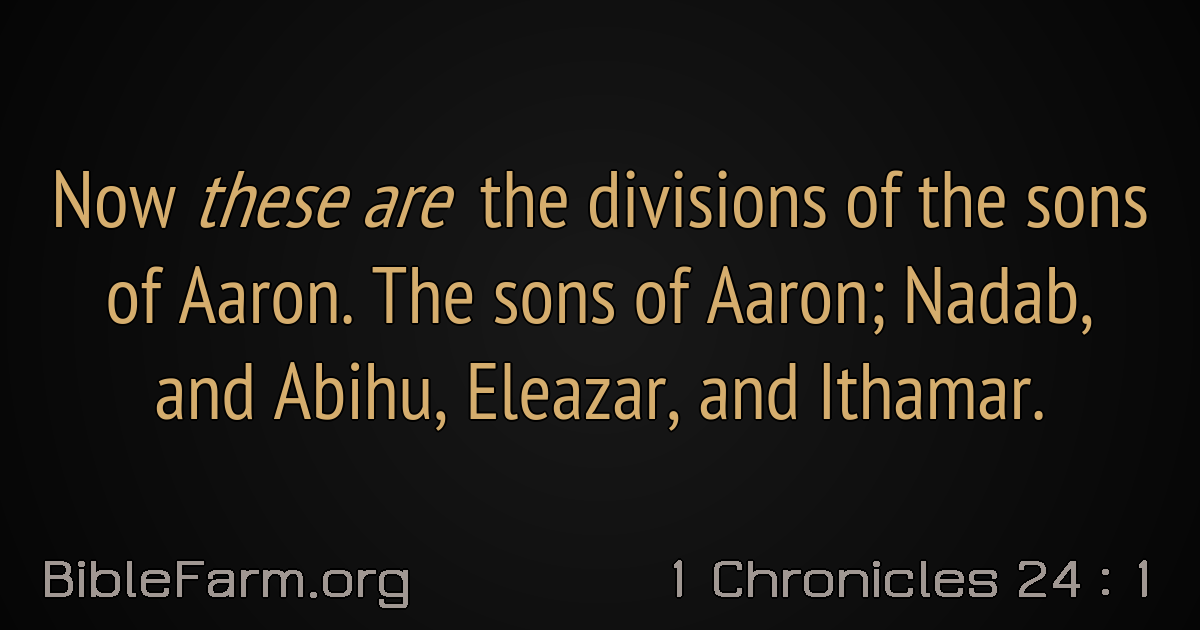 Now these are the divisions of the sons
of Aaron. The sons of Aaron; Nadab,
and Abihu, Eleazar, and Ithamar.
BibleFarm.org
1 Chronicles 24 : 1